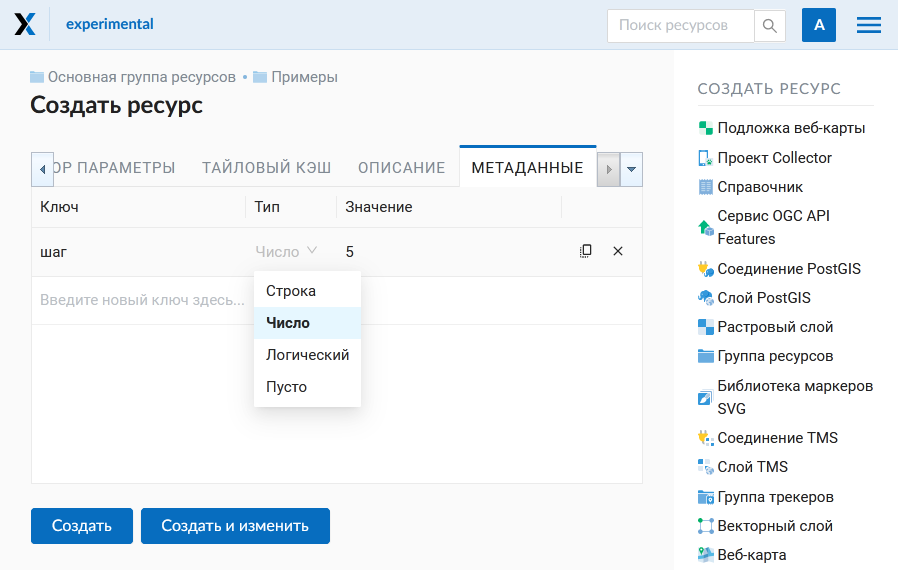 experimental
Поиск ресурсов
A
Основная группа ресурсов • Примеры
Создать ресурс
ОР ПАРАМЕТРЫ
ТАЙЛОВЫЙ КЭШ
ОПИСАНИЕ
МЕТАДАННЫЕ
Ключ
Тип
Значение
шаг
Число
5
Введите новый ключ здесь...
Строка
Число
Логический
Пусто
Создать
Создать и изменить
СОЗДАТЬ РЕСУРС
Подложка веб-карты
Проект Collector
Справочник
Сервис OGC API
Features
Соединение PostGIS
Слой PostGIS
Растровый слой
Группа ресурсов
Библиотека маркеров
SVG
Соединение TMS
Слой TMS
Группа трекеров
Векторный слой
Веб-карта